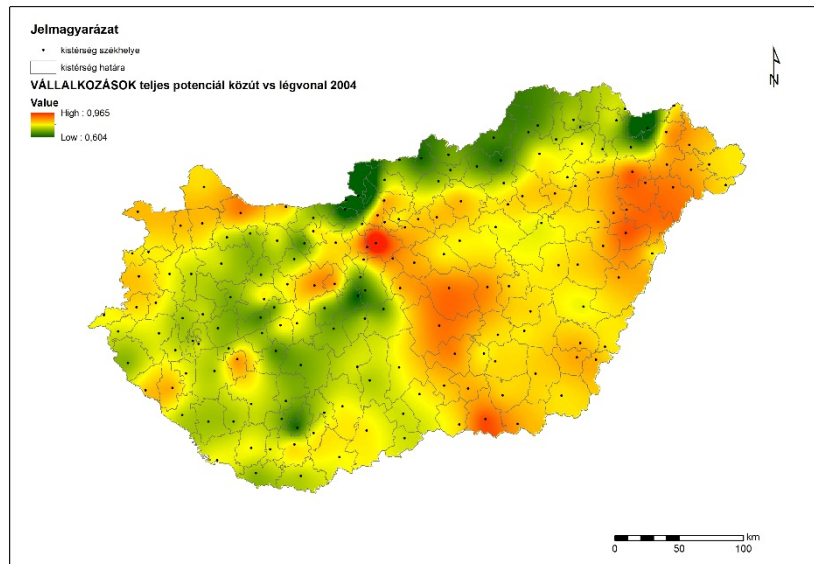 Jelmagyarázat
kistérség székhelye
kistérség határa
VÁLLALKOZÁSOK teljes potenciál közút vs légvonal 2004
Value
High : 0,965
Low : 0,604
N
km
0 25 50 100